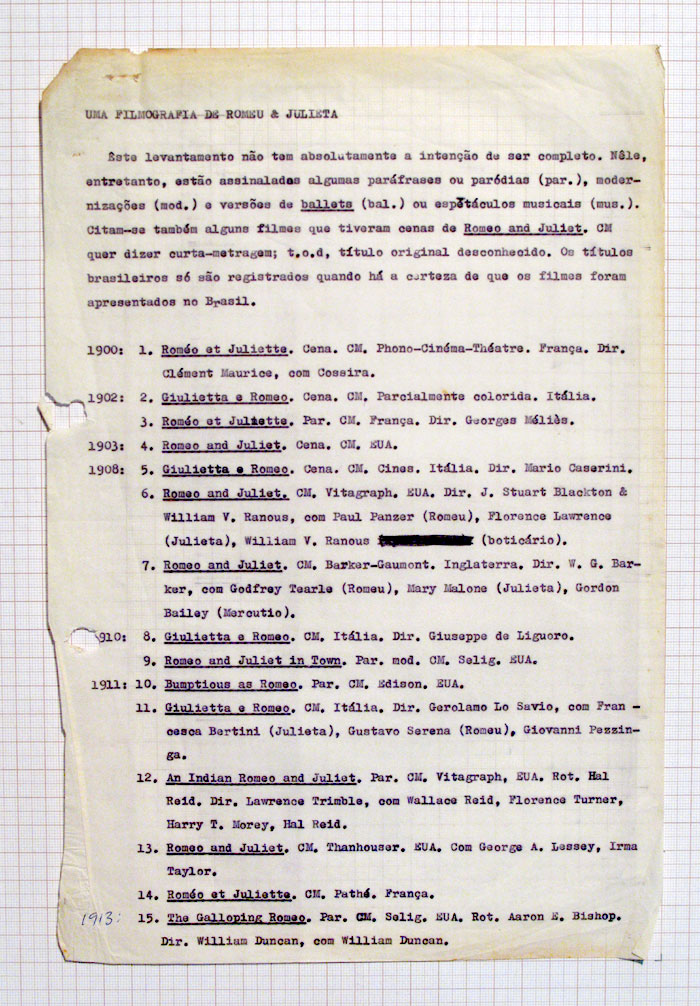 UMA FILMOGRAFIA DE ROMEU & JULIETA
Êste levantamento não tem absolutamente a intenção de ser completo. Nêle,
entretanto, estão assinalados algumas paráfrases ou paródias (par.), moder-
nizações (mod.) e versões de ballets (bal.) ou espetáculos musicais (mus.).
Citam-se também alguns filmes que tiveram cenas de Romeo and Juliet. CM
quer dizer curta-metragem; t.o.d, título original desconhecido. Os títulos
brasileiros só são registrados quando há a certeza de que os filmes foram
apresentados no Brasil.
1900: 1. Roméo et Juliette. Cena. CM. Phono-Cinéma-Théatre. França. Dir.
Clément Maurice, com Cossira.
1902: 2. Giulietta e Romeo. Cena. CM. Parcialmente colorida. Itália.
3. Roméo et Juliette. Par. CM. França. Dir. Georges Méliès.
1903: 4. Romeo and Juliet. Cena. CM. EUA.
1908: 5. Giulietta e Romeo. Cena. CM. Cines. Itália. Dir. Mario Caserini.
6. Romeo and Juliet. CM. Vitagraph. EUA. Dir. J. Stuart Blackton &
William V. Ranous, com Paul Panzer (Romeu), Florence Lawrence
(Julieta), William V. Ranous (boticário).
7. Romeo and Juliet. CM. Barker-Gaumont. Inglaterra. Dir. W. G. Bar-
ker, com Godfrey Tearle (Romeu), Mary Malone (Julieta), Gordon
Bailey (Mercutio).
910: 8. Giulietta e Romeo. CM. Itália. Dir. Giuseppe de Liguoro.
9. Romeo and Juliet in Town. Par. mod. CM. Selig. EUA.
1911: 10. Bumptious as Romeo. Par. CM. Edison. EUA.
11. Giulietta e Romeo. CM. Itália. Dir. Gerolamo Lo Savio, com Fran -
cesca Bertini (Julieta), Gustavo Serena (Romeu), Giovanni Pezzin-
ga.
12. An Indian Romeo and Juliet. Par. CM. Vitagraph, EUA. Rot. Hal
Reid. Dir. Lawrence Trimble, com Wallace Reid, Florence Turner,
Harry T. Morey, Hal Reid.
13. Romeo and Juliet. CM. Thanhouser. EUA. Com George A. Lessey, Irma
Taylor.
14. Roméo et Juliette. CM. Pathé. França.
1913: 15. The Galloping Romeo. Par. CM. Selig. EUA. Rot. Aaron E. Bishop.
Dir. William Duncan, com William Duncan.